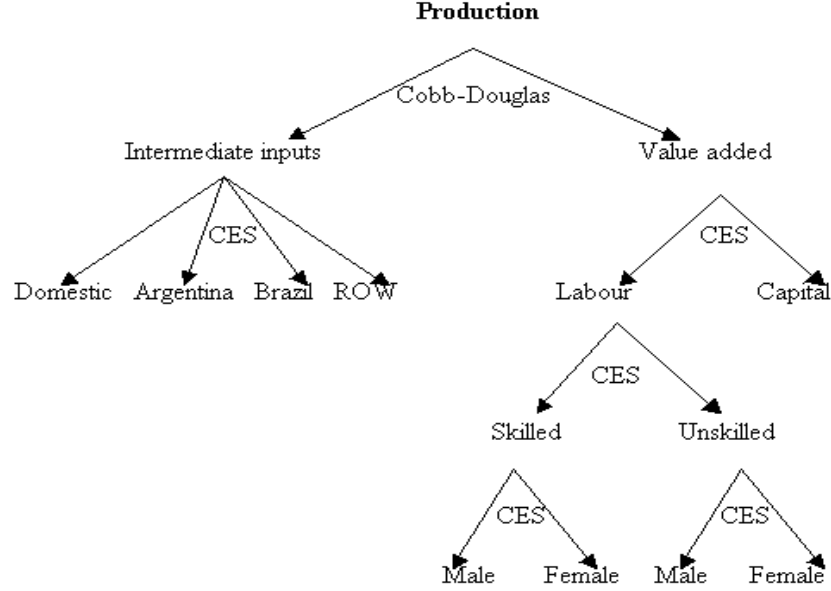 Production
Cobb-Douglas
Intermediate inputs Value added
CES CES
Domestic Argentina Brazil ROW Labour Capital
CES
Skilled Unskilled
CES CES
Male Female Male Female